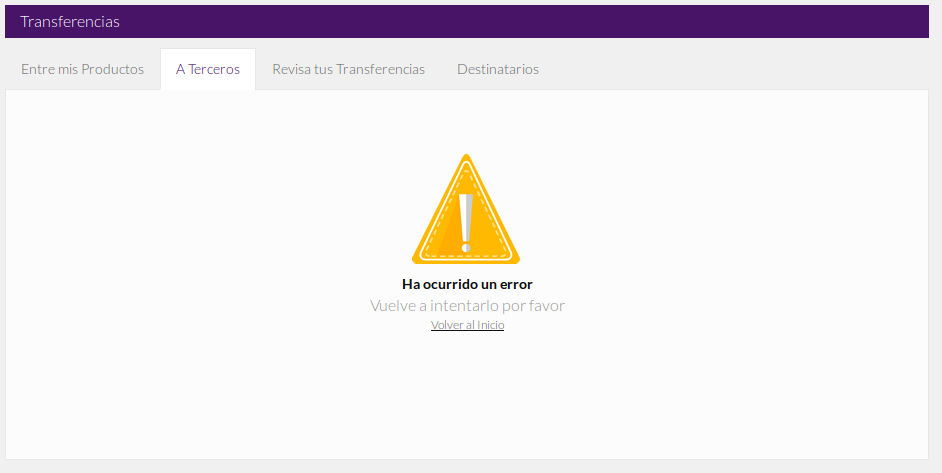 Transferencias
Entre mis Productos A Terceros Revisa tus Transferencias Destinatarios
Ha ocurrido un error
Vuelve a intentarlo por favor
Volver al Inicio